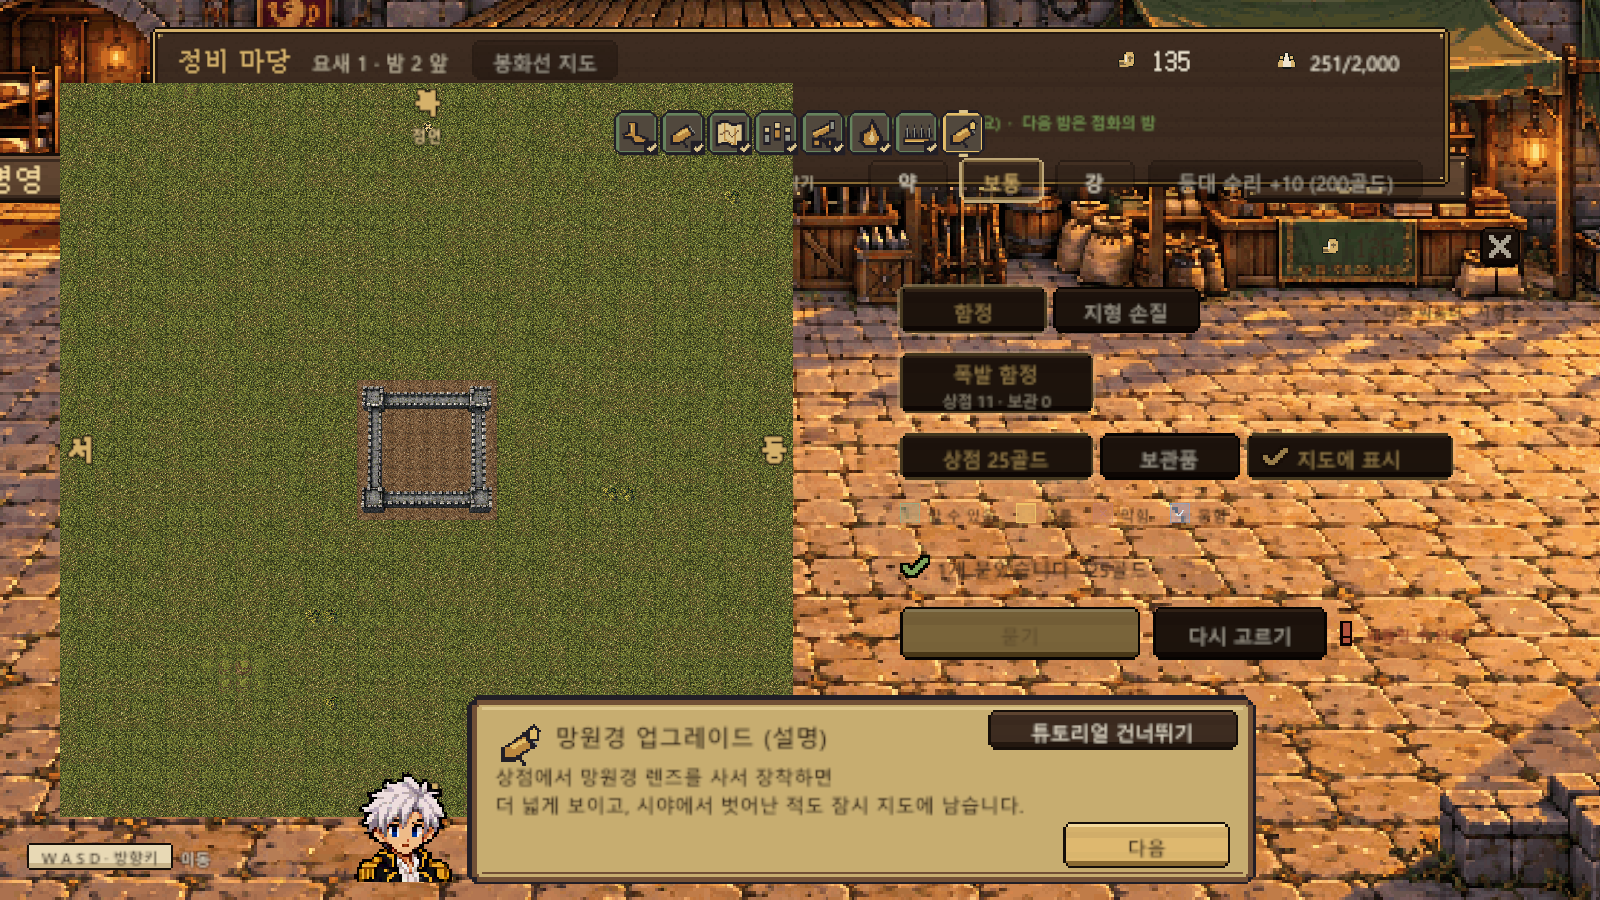 정비 마당 요새 1 · 밤 2 앞 봉화선 지도 135 251/2,000
다음 밤은 점화의 밤
약 보통 강 등대 수리 +10 (200골드)
병영
함정 지형 손질
폭발 함정
상점 11 · 보관 0
서 동
상점 25골드 보관품 지도에 표시
묻기 다시 고르기
망원경 업그레이드 (설명) 튜토리얼 건너뛰기
상점에서 망원경 렌즈를 사서 장착하면
더 넓게 보이고, 시야에서 벗어난 적도 잠시 지도에 남습니다.
다음
WASD·방향키 이동